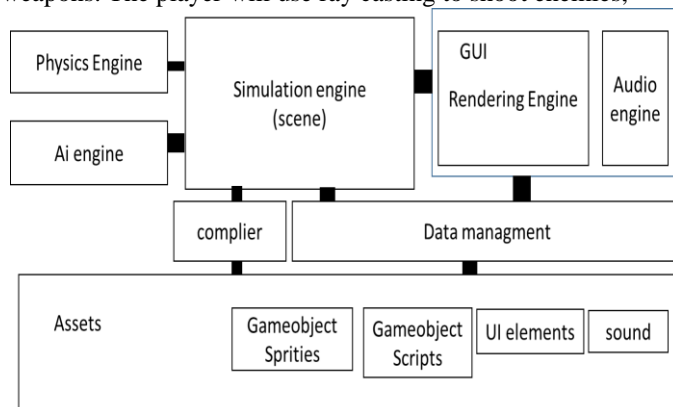 weapons. The player will use ray casting to shoot enemies,
Physics Engine
Simulation engine
(scene)
GUI
Rendering Engine
Audio
engine
Ai engine
complier
Data managment
Assets
Gameobject
Sprities
Gameobject
Scripts
UI elements
sound